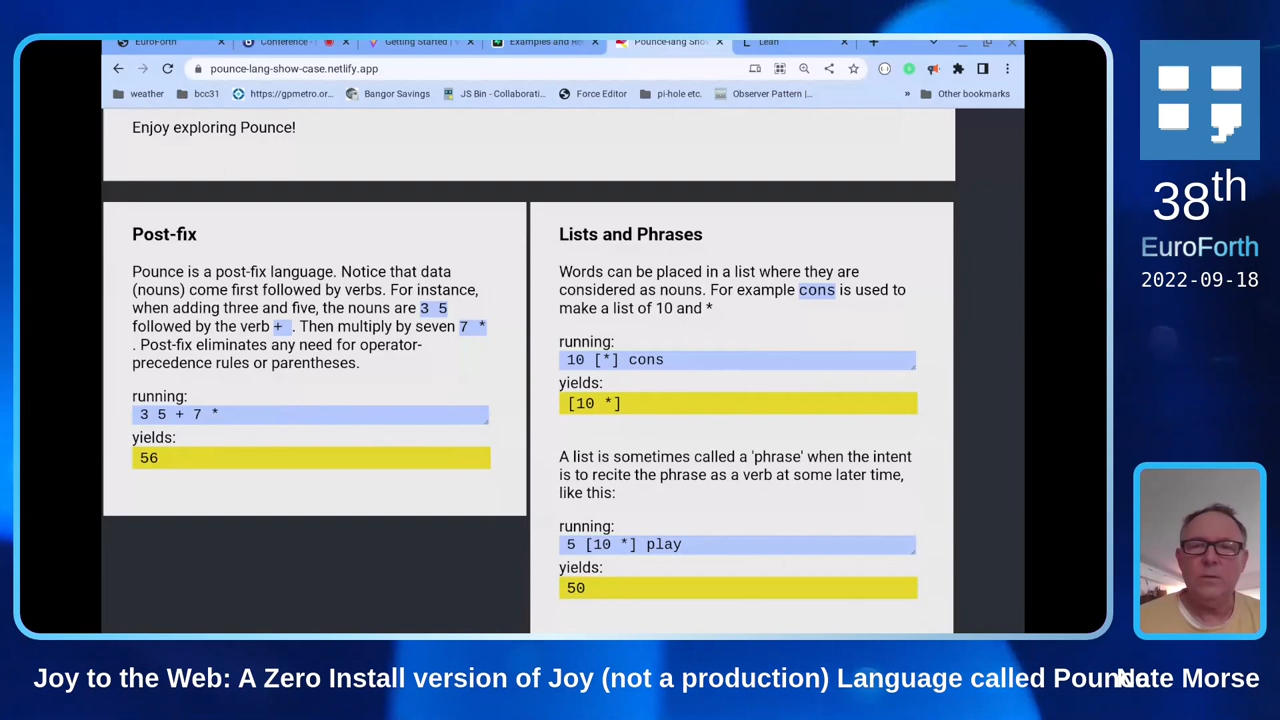 EuroForth
Conference -
Getting Started |
Examples and Re
Pounce-lang Show
Lean
pounce-lang-show-case.netlify.app
weather
bcc31
https://gpmetro.or...
Bangor Savings
JS Bin - Collaborati...
Force Editor
pi-hole etc.
Observer Pattern |...
»
Other bookmarks
Enjoy exploring Pounce!
Post-fix
Pounce is a post-fix language. Notice that data
(nouns) come first followed by verbs. For instance,
when adding three and five, the nouns are 3 5
followed by the verb + . Then multiply by seven 7 *
. Post-fix eliminates any need for operator-
precedence rules or parentheses.
running:
3 5 + 7 *
yields:
56
Lists and Phrases
Words can be placed in a list where they are
considered as nouns. For example cons is used to
make a list of 10 and *
running:
10 [*] cons
yields:
[10 *]
A list is sometimes called a 'phrase' when the intent
is to recite the phrase as a verb at some later time,
like this:
running:
5 [10 *] play
yields:
50
38th
EuroForth
2022-09-18
Joy to the Web: A Zero Install version of Joy (not a production) Language called Pounce
Nate Morse